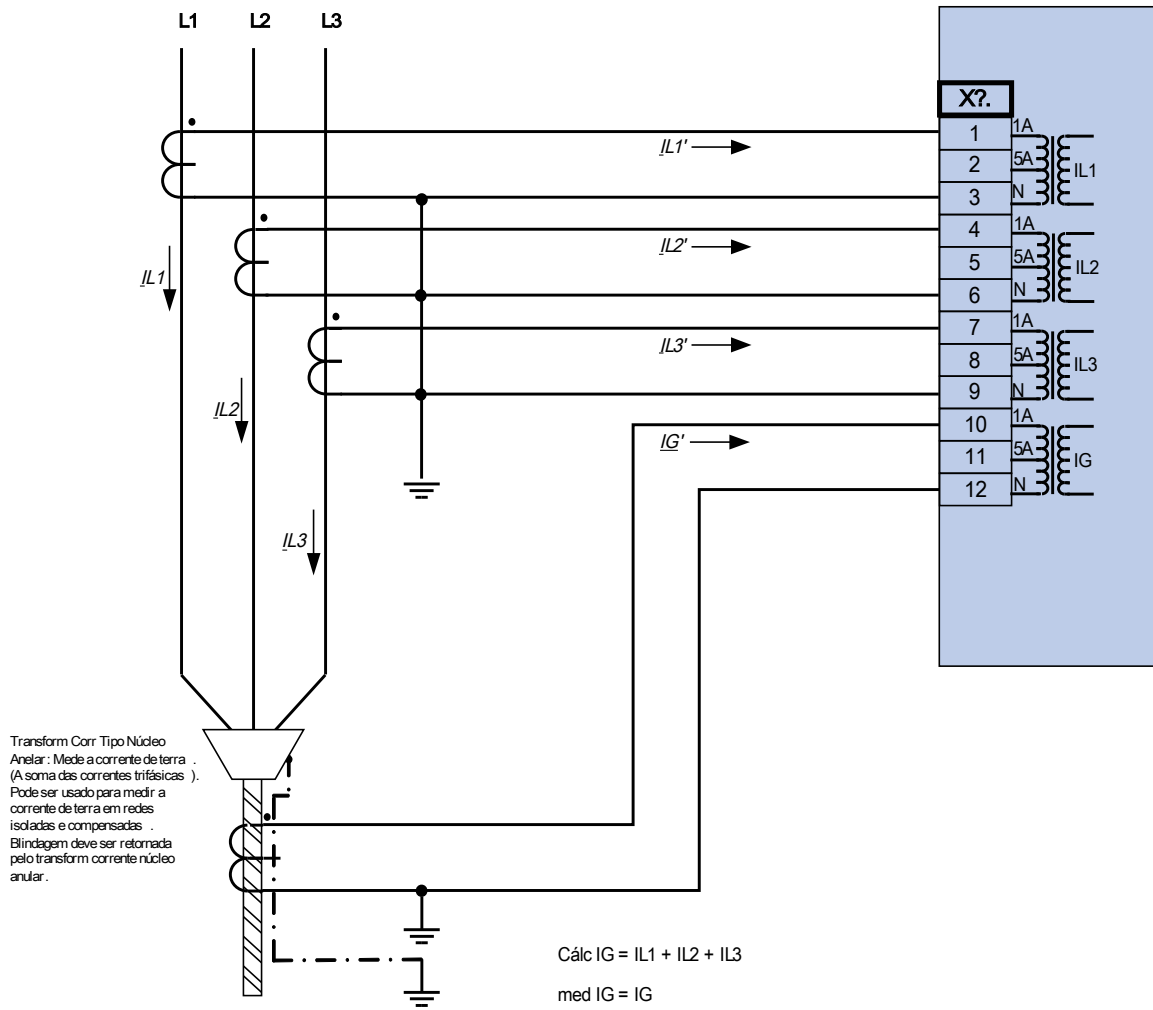 L1 L2 L3
X?.
1 1A
2 5A IL1
3 N
4 1A
5 5A IL2
6 N
7 1A
8 5A IL3
9 N
10 1A
11 5A IG
12 N
IL1'
IL2'
IL3'
IG'
IL1
IL2
IL3
Transform Corr Tipo Núcleo
Anelar : Mede a corrente de terra .
(A soma das correntes trifásicas ).
Pode ser usado para medir a
corrente de terra em redes
isoladas e compensadas .
Blindagem deve ser retornada
pelo transform corrente núcleo
anular .
Cálc IG = IL1 + IL2 + IL3
med IG = IG